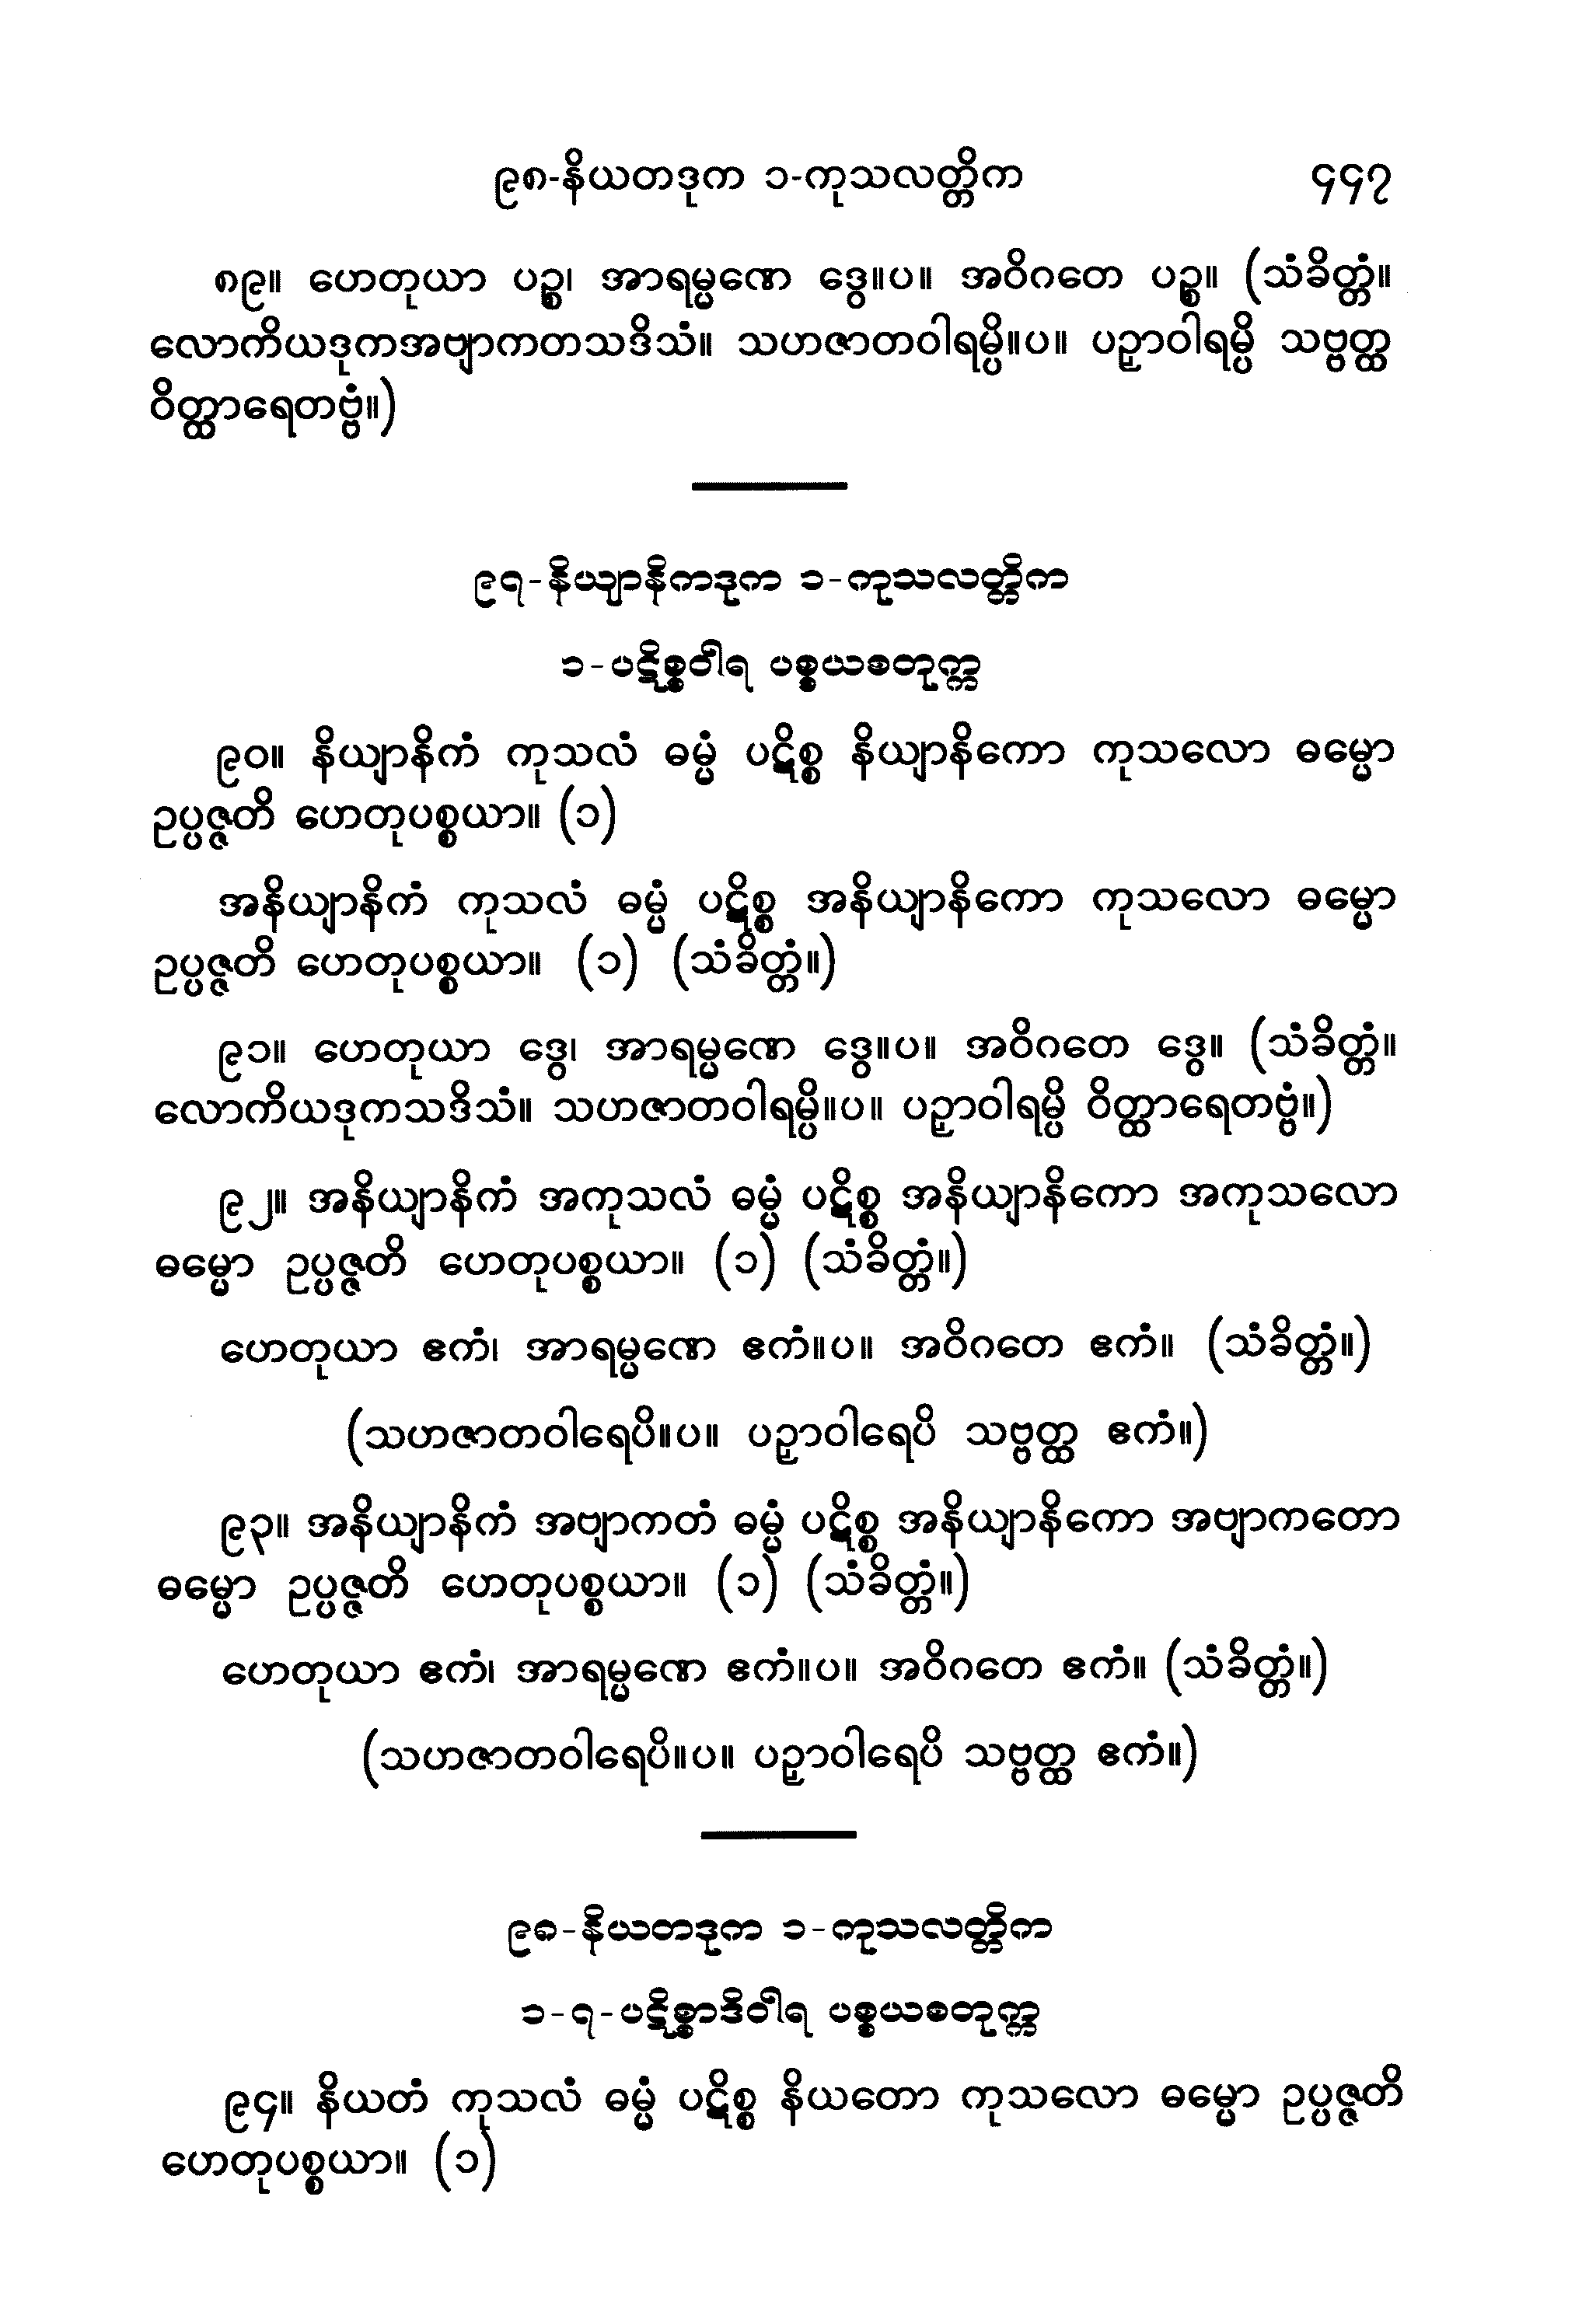 ၉၈-နိယတဒုက ၁-ကုသလတ္တိက ၄၄၇
၈၉။ ဟေတုယာ ပဉ္စ၊ အာရမ္မဏေ ဒွေ။ပ။ အဝိဂတေ ပဉ္စ။ (သံခိတ္တံ။
လောကိယဒုကအဗျာကတသဒိသံ။ သဟဇာတဝါရမ္ပိ။ပ။ ပဉှာဝါရမ္ပိ သဗ္ဗတ္ထ
ဝိတ္ထာရေတဗ္ဗံ။)
၉၇-နိယျာနိကဒုက ၁-ကုသလတ္တိက
၁-ပဋိစ္စဝါရ ပစ္စယစတုက္က
၉၀။ နိယျာနိကံ ကုသလံ ဓမ္မံ ပဋိစ္စ နိယျာနိကော ကုသလော ဓမ္မော
ဥပ္ပဇ္ဇတိ ဟေတုပစ္စယာ။ (၁)
အနိယျာနိကံ ကုသလံ ဓမ္မံ ပဋိစ္စ အနိယျာနိကော ကုသလော ဓမ္မော
ဥပ္ပဇ္ဇတိ ဟေတုပစ္စယာ။ (၁) (သံခိတ္တံ။)
၉၁။ ဟေတုယာ ဒွေ၊ အာရမ္မဏေ ဒွေ။ပ။ အဝိဂတေ ဒွေ။ (သံခိတ္တံ။
လောကိယဒုကသဒိသံ။ သဟဇာတဝါရမ္ပိ။ပ။ ပဉှာဝါရမ္ပိ ဝိတ္ထာရေတဗ္ဗံ။)
၉၂။ အနိယျာနိကံ အကုသလံ ဓမ္မံ ပဋိစ္စ အနိယျာနိကော အကုသလော
ဓမ္မော ဥပ္ပဇ္ဇတိ ဟေတုပစ္စယာ။ (၁) (သံခိတ္တံ။)
ဟေတုယာ ဧကံ၊ အာရမ္မဏေ ဧကံ။ပ။ အဝိဂတေ ဧကံ။ (သံခိတ္တံ။)
(သဟဇာတဝါရေပိ။ပ။ ပဉှာဝါရေပိ သဗ္ဗတ္ထ ဧကံ။)
၉၃။ အနိယျာနိကံ အဗျာကတံ ဓမ္မံ ပဋိစ္စ အနိယျာနိကော အဗျာကတော
ဓမ္မော ဥပ္ပဇ္ဇတိ ဟေတုပစ္စယာ။ (၁) (သံခိတ္တံ။)
ဟေတုယာ ဧကံ၊ အာရမ္မဏေ ဧကံ။ပ။ အဝိဂတေ ဧကံ။ (သံခိတ္တံ။)
(သဟဇာတဝါရေပိ။ပ။ ပဉှာဝါရေပိ သဗ္ဗတ္ထ ဧကံ။)
၉၈-နိယတဒုက ၁-ကုသလတ္တိက
၁-၇-ပဋိစ္စာဒိဝါရ ပစ္စယစတုက္က
၉၄။ နိယတံ ကုသလံ ဓမ္မံ ပဋိစ္စ နိယတော ကုသလော ဓမ္မော ဥပ္ပဇ္ဇတိ
ဟေတုပစ္စယာ။ (၁)